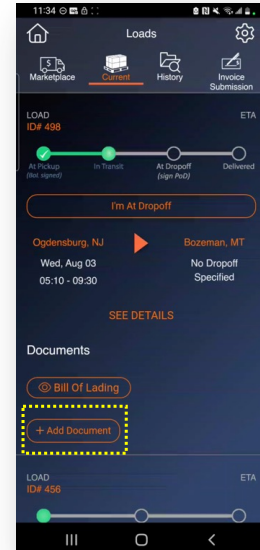 11:34
Loads
Marketplace
Current
History
Invoice
Submission
LOAD
ETA
ID# 498
At Pickup
(BoL signed)
In Transit
At Dropoff
(sign PoD)
Delivered
I'm At Dropoff
Ogdensburg, NJ
Bozeman, MT
Wed, Aug 03
05:10 - 09:30
No Dropoff
Specified
SEE DETAILS
Documents
Bill Of Lading
+ Add Document
LOAD
ETA
ID# 456